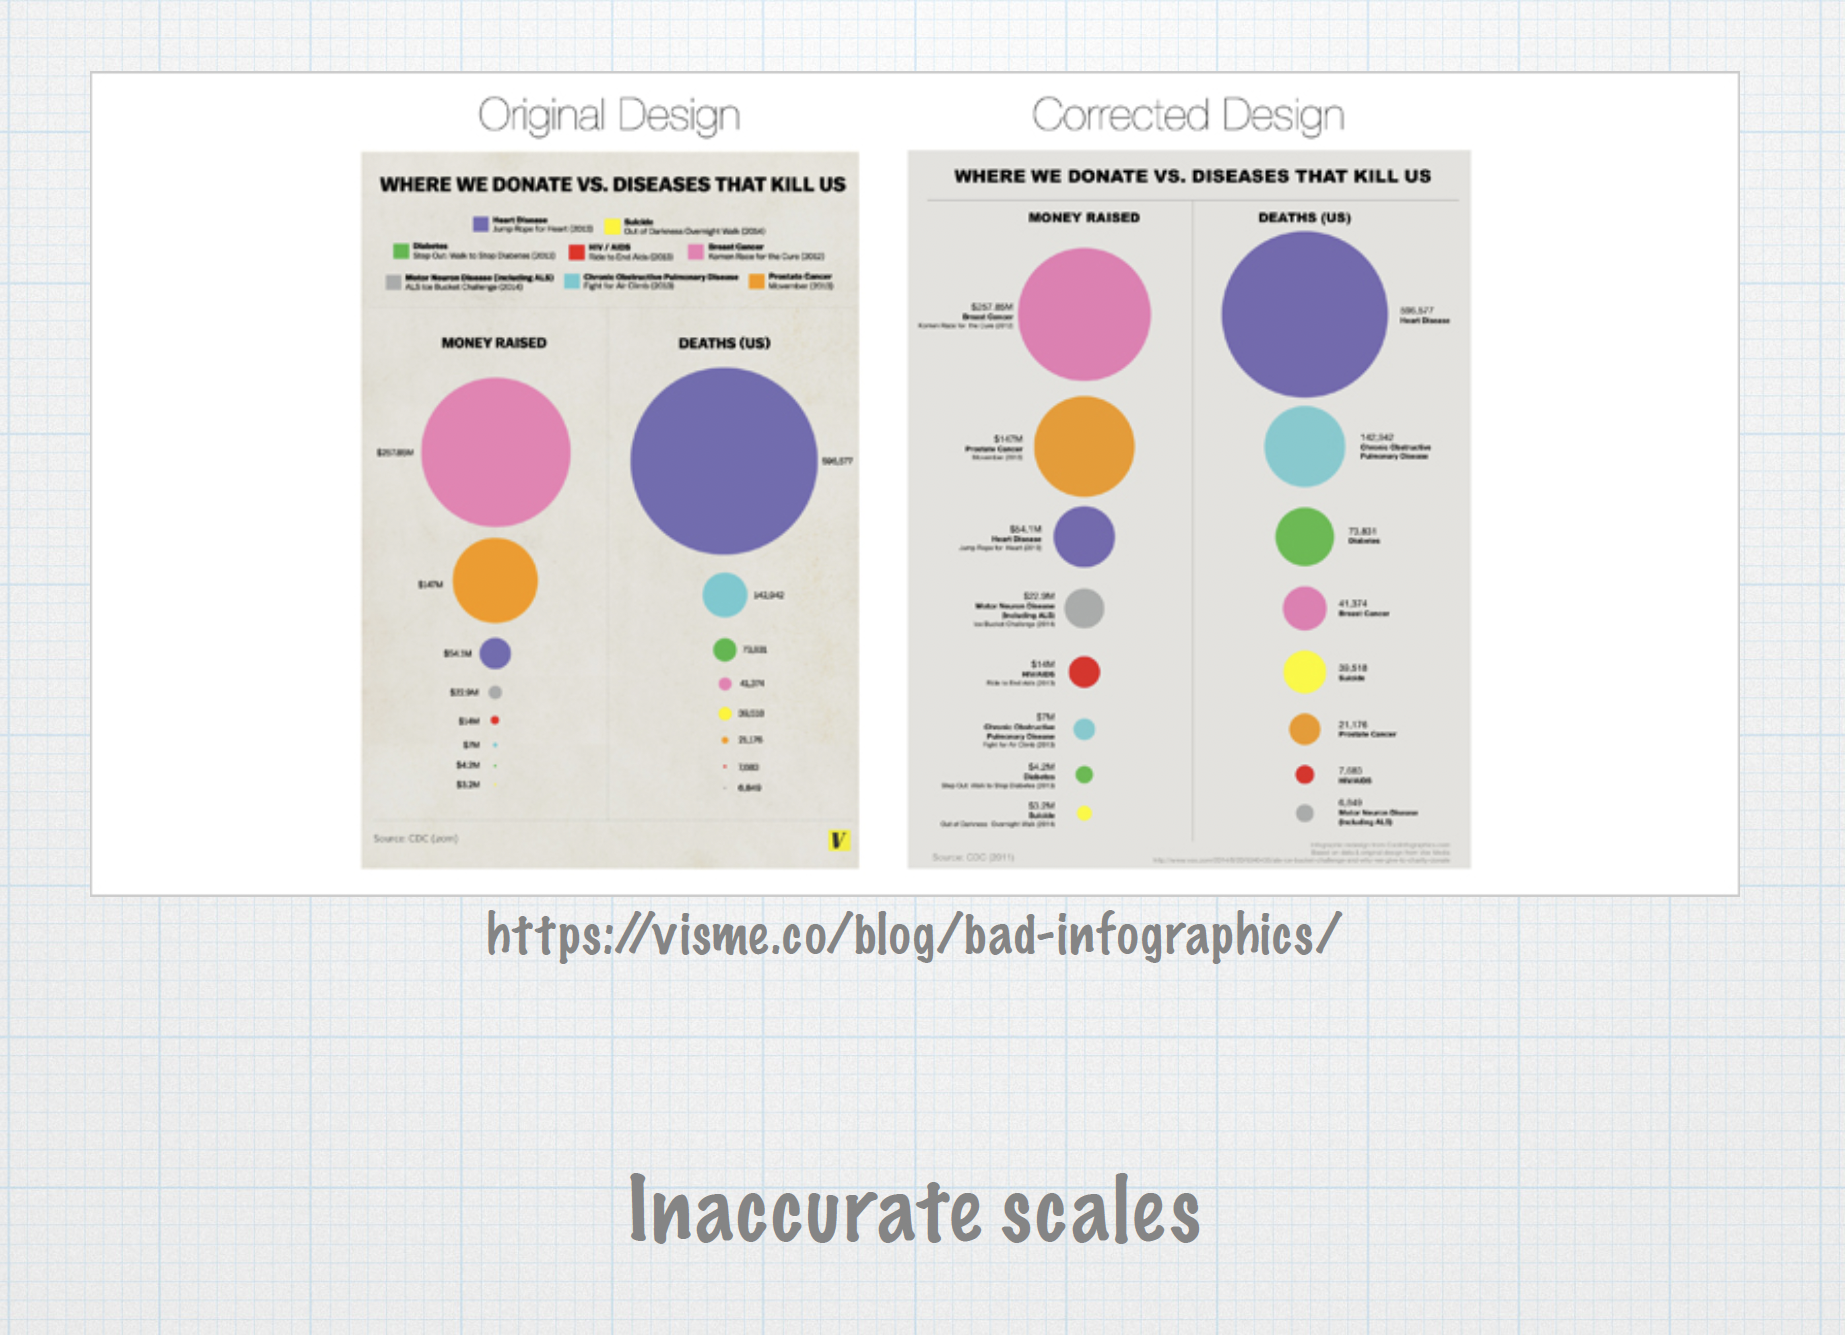 Original Design
Corrected Design
WHERE WE DONATE VS. DISEASES THAT KILL US
Heart Disease
Jump Rope for Heart (2013)
Suicide
Out of Darkness Overnight Walk (2014)
Diabetes
Step Out: Walk to Stop Diabetes (2013)
HIV / AIDS
Ride to End Aids (2013)
Breast Cancer
Komen Race for the Cure (2012)
Motor Neuron Disease (including ALS)
ALS Ice Bucket Challenge (2014)
Chronic Obstructive Pulmonary Disease
Fight for Air Climb (2013)
Prostate Cancer
Movember (2013)
MONEY RAISED
DEATHS (US)
$257.85M
596,577
$147M
142,942
$54.1M
73,831
$22.9M
41,374
$14M
39,518
$7M
21,176
$4.2M
7,683
$3.2M
6,849
Source: CDC (2011)
V
WHERE WE DONATE VS. DISEASES THAT KILL US
MONEY RAISED
DEATHS (US)
$257.85M
Breast Cancer
Komen Race for the Cure (2012)
596,577
Heart Disease
$147M
Prostate Cancer
Movember (2013)
142,942
Chronic Obstructive
Pulmonary Disease
$54.1M
Heart Disease
Jump Rope for Heart (2013)
73,831
Diabetes
$22.9M
Motor Neuron Disease
(including ALS)
Ice Bucket Challenge (2014)
41,374
Breast Cancer
$14M
HIV/AIDS
Ride to End Aids (2013)
39,518
Suicide
$7M
Chronic Obstructive
Pulmonary Disease
Fight for Air Climb (2013)
21,176
Prostate Cancer
$4.2M
Diabetes
Step Out: Walk to Stop Diabetes (2013)
7,683
HIV/AIDS
$3.2M
Suicide
Out of Darkness Overnight Walk (2014)
6,849
Motor Neuron Disease
(including ALS)
Source: CDC (2011)
https://visme.co/blog/bad-infographics/
Inaccurate scales